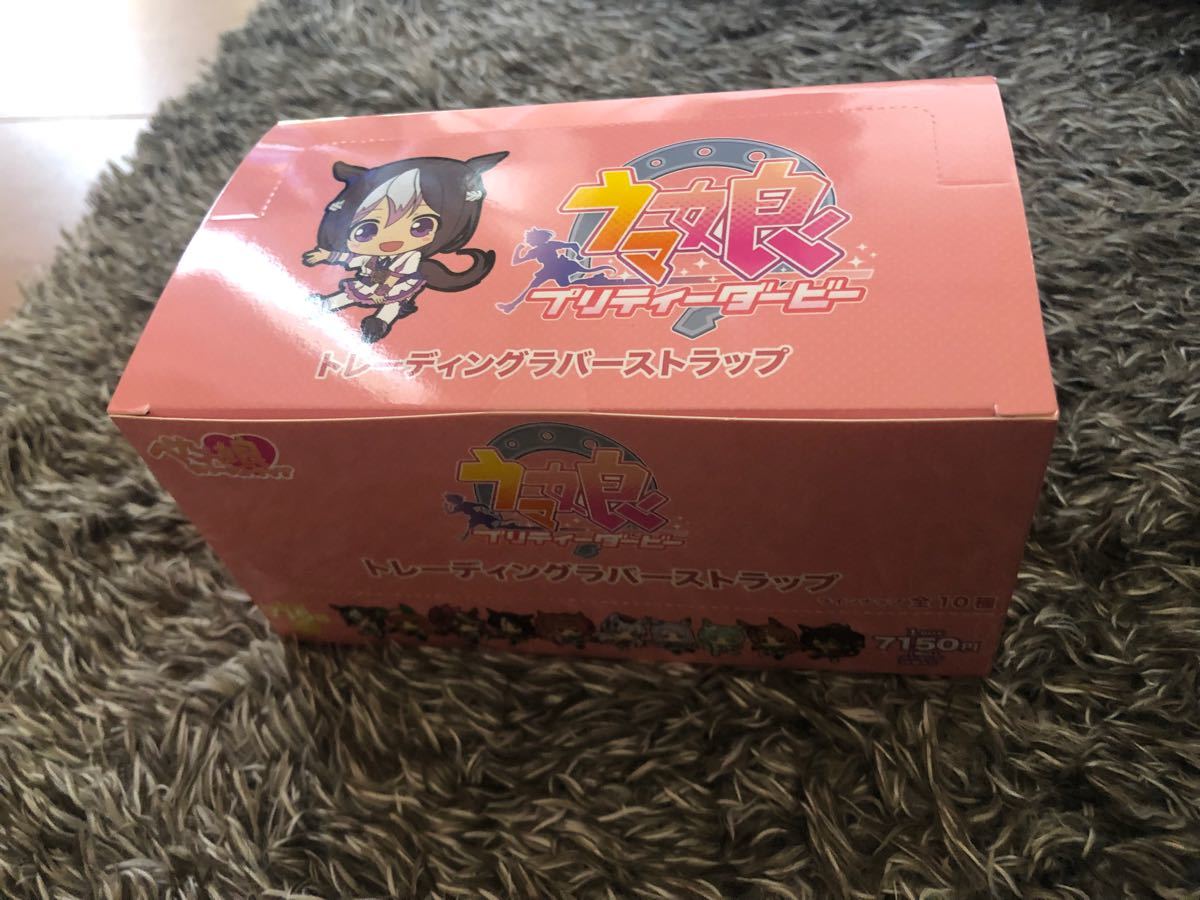 ウマ娘
プリティーダービー
トレーディングラバーストラップ
ウマ娘
プリティーダービー
トレーディングラバーストラップ
全10種
7150円